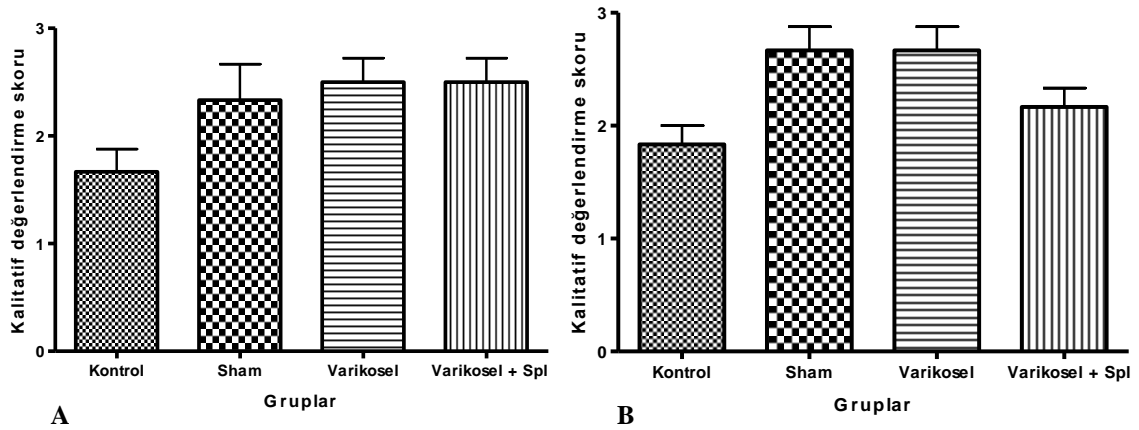 Kalitatif değerlendirme skoru
3
2
1
0
Kontrol Sham Varikosel Varikosel + Spl
Gruplar
A
Kalitatif değerlendirme skoru
3
2
1
0
Kontrol Sham Varikosel Varikosel + Spl
Gruplar
B